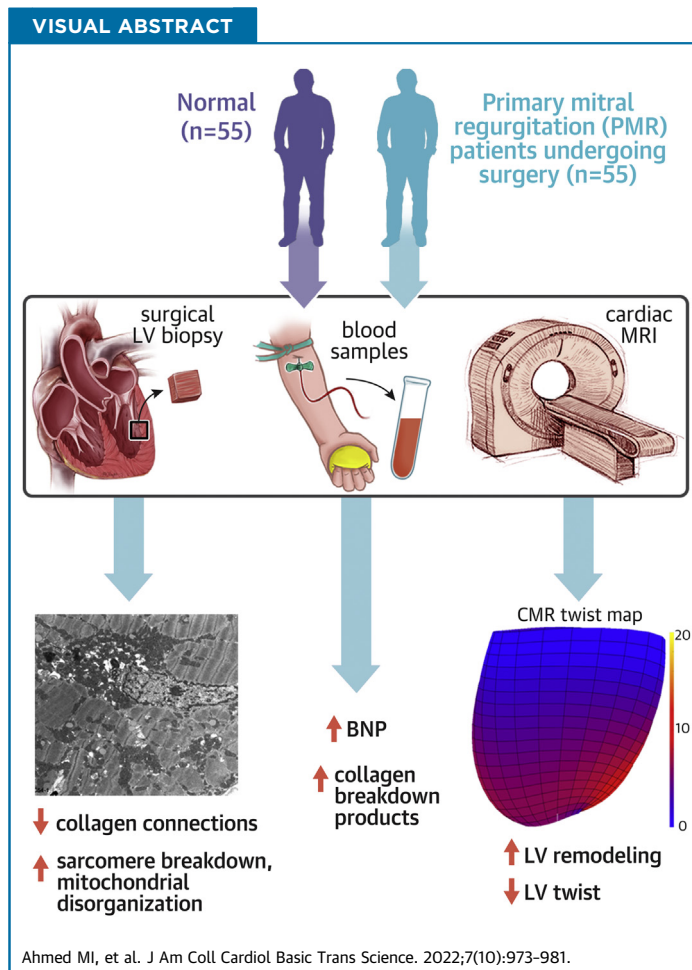 VISUAL ABSTRACT
Normal
(n=55)
Primary mitral
regurgitation (PMR)
patients undergoing
surgery (n=55)
surgical
LV biopsy
blood
samples
cardiac
MRI
↓ collagen connections
↑ sarcomere breakdown,
mitochondrial
disorganization
↑ BNP
↑ collagen
breakdown
products
CMR twist map
20
10
0
↑ LV remodeling
↓ LV twist
Ahmed MI, et al. J Am Coll Cardiol Basic Trans Science. 2022;7(10):973–981.